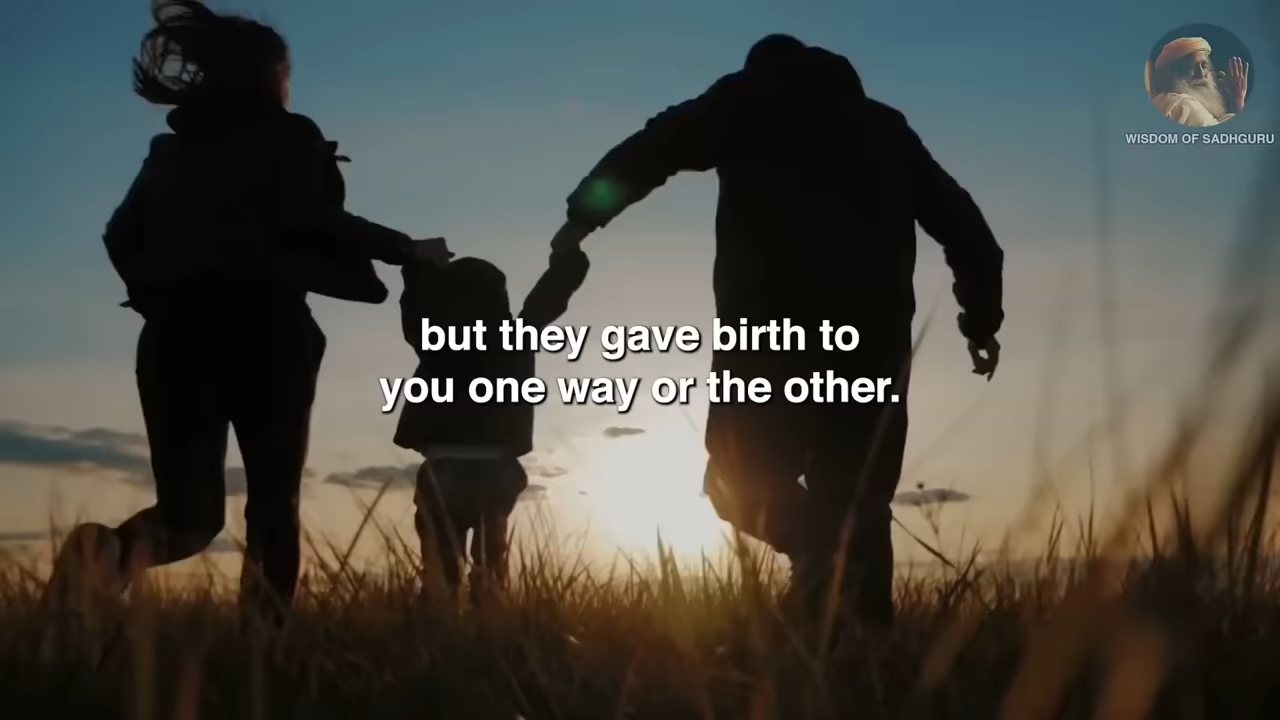 WISDOM OF SADHGURU
but they gave birth to
you one way or the other.